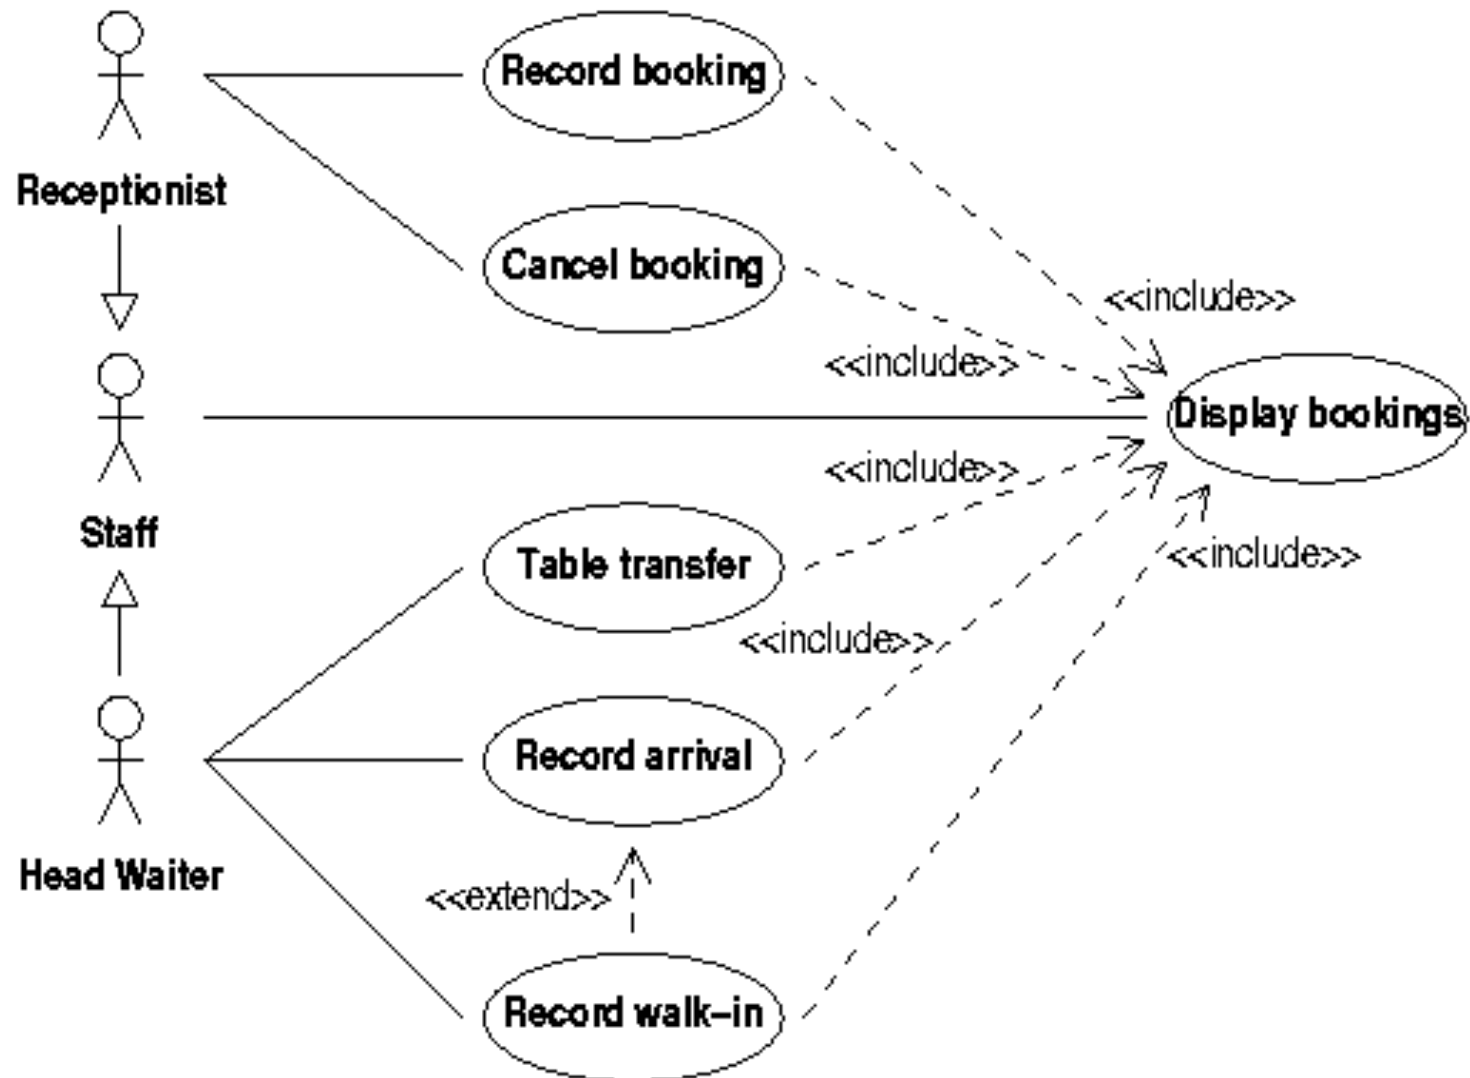 Record booking
Receptionist
Cancel booking
<<include>>
<<include>>
Display bookings
<<include>>
Staff
<<include>>
Table transfer
<<include>>
Record arrival
Head Waiter
<<extend>>
Record walk–in